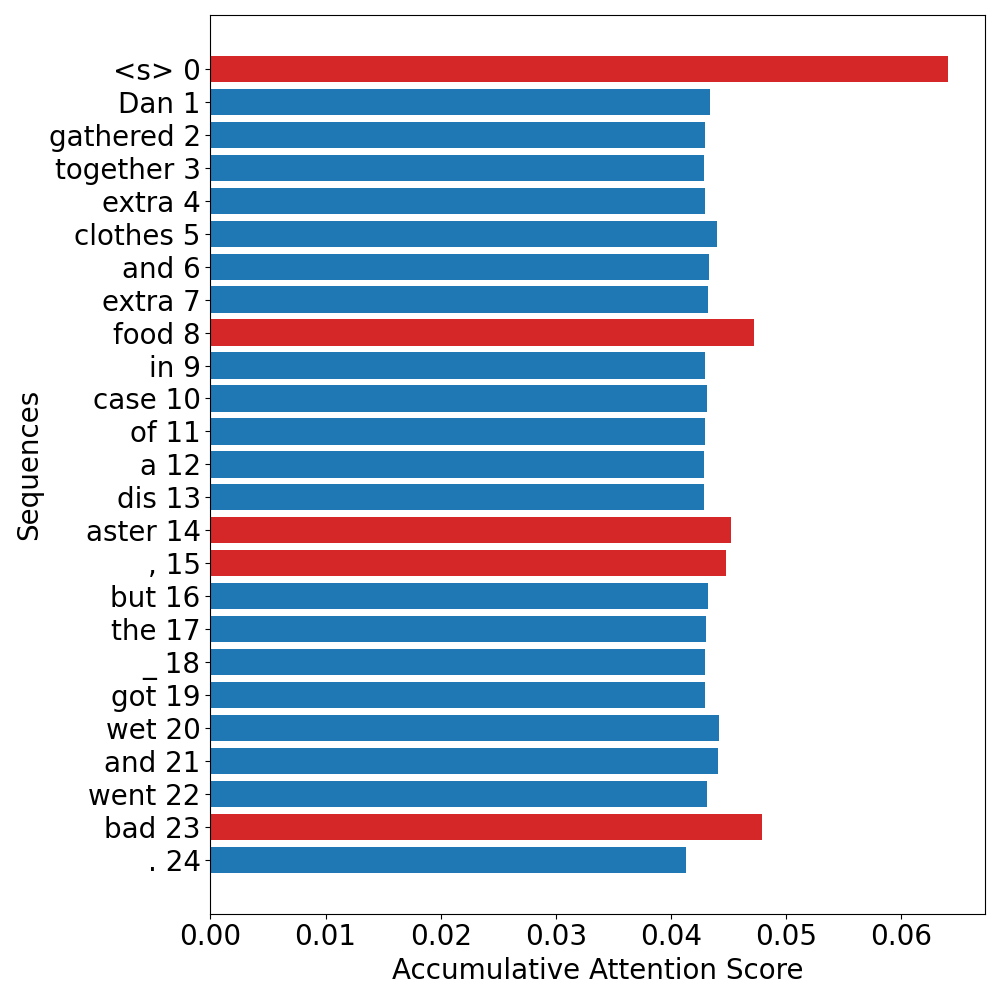 <s> 0
Dan 1
gathered 2
together 3
extra 4
clothes 5
and 6
extra 7
food 8
in 9
case 10
of 11
a 12
dis 13
aster 14
, 15
but 16
the 17
_ 18
got 19
wet 20
and 21
went 22
bad 23
. 24
Sequences
0.00 0.01 0.02 0.03 0.04 0.05 0.06
Accumulative Attention Score